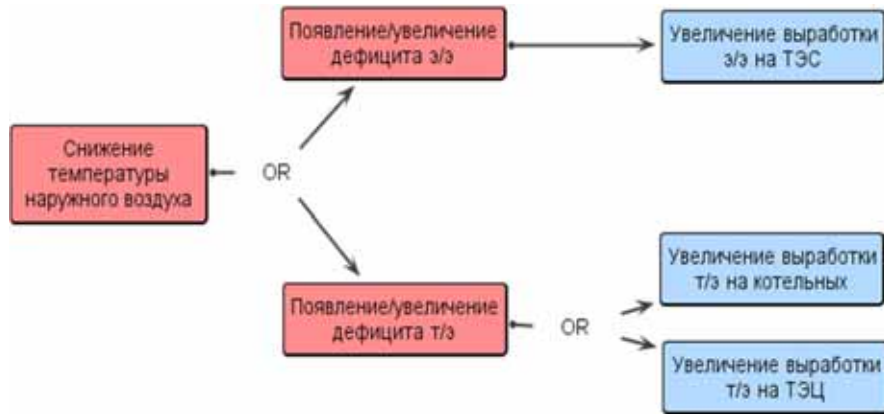 Появление/увеличение
дефицита э/э
Увеличение выработки
э/э на ТЭС
Снижение
температуры
наружного воздуха
OR
Появление/увеличение
дефицита т/э
OR
Увеличение выработки
т/э на котельных
Увеличение выработки
т/э на ТЭЦ